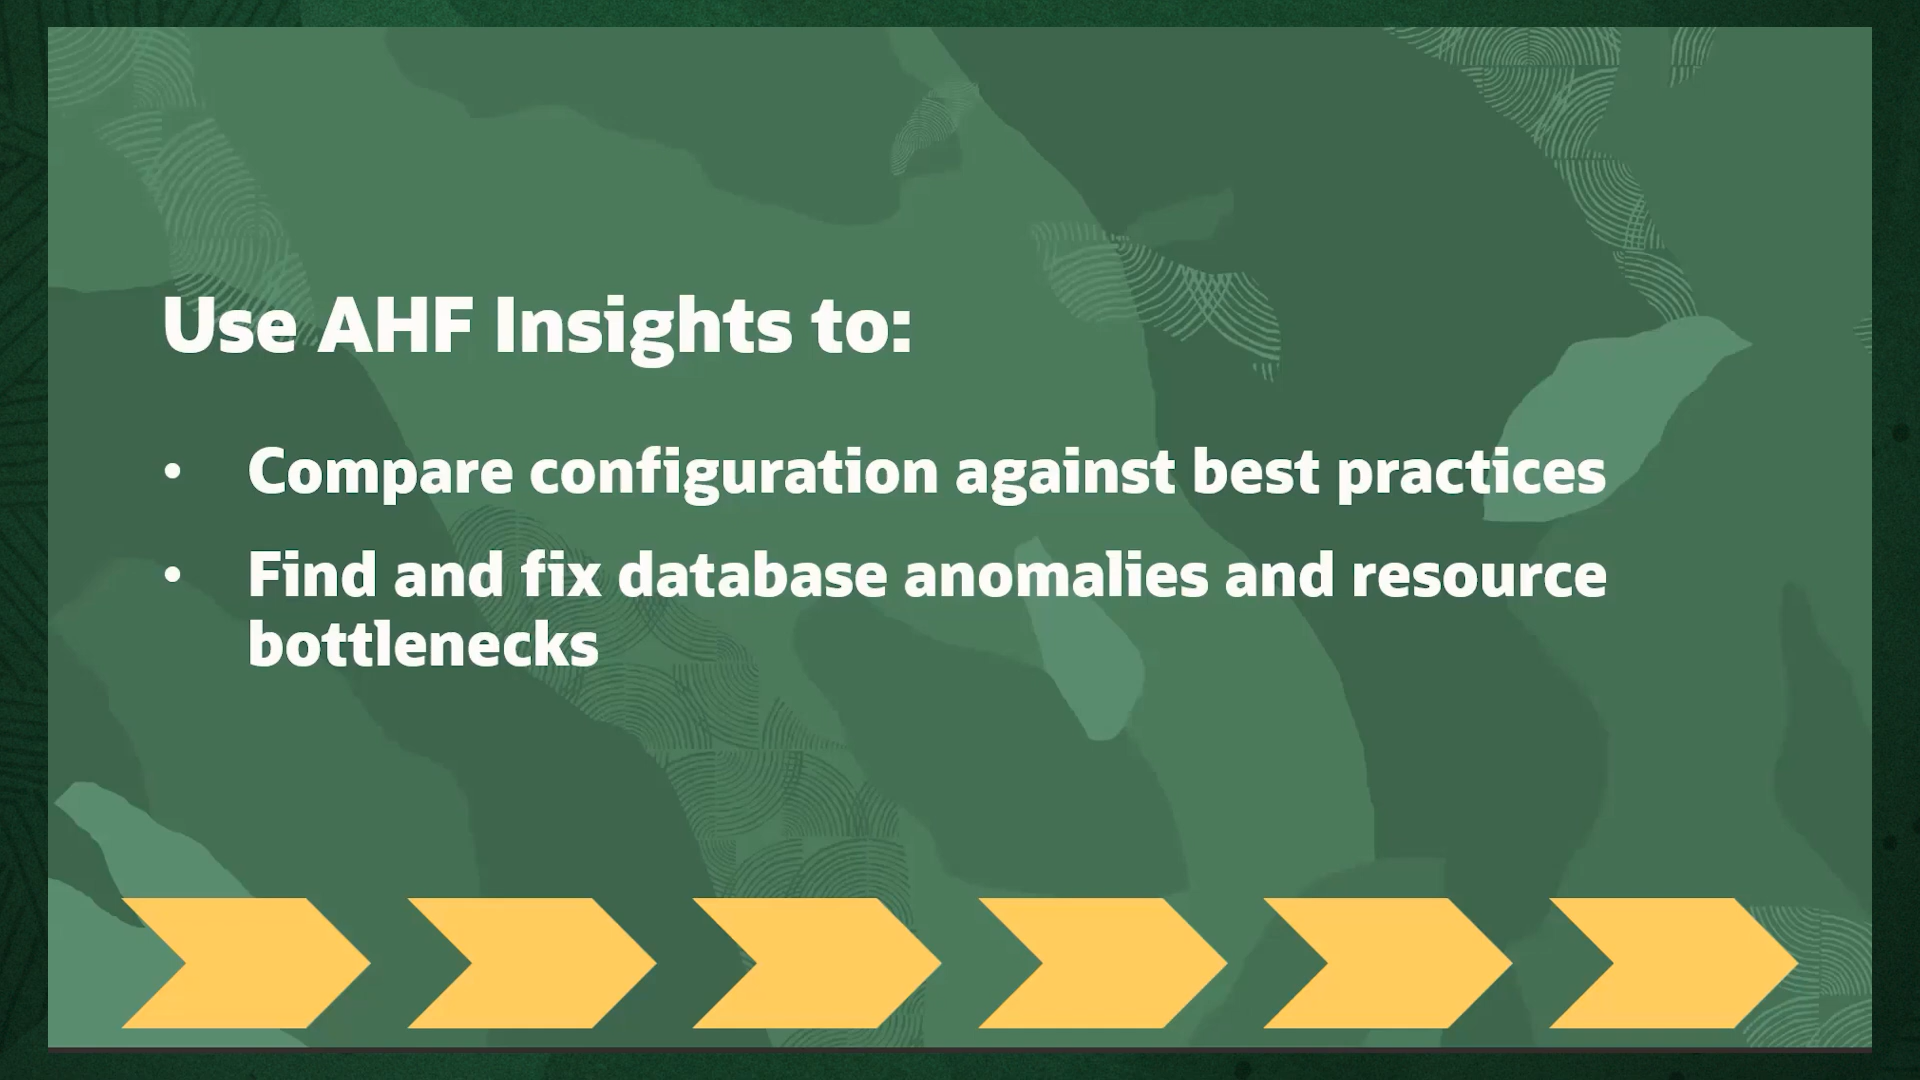 Use AHF Insights to:
• Compare configuration against best practices
• Find and fix database anomalies and resource
bottlenecks